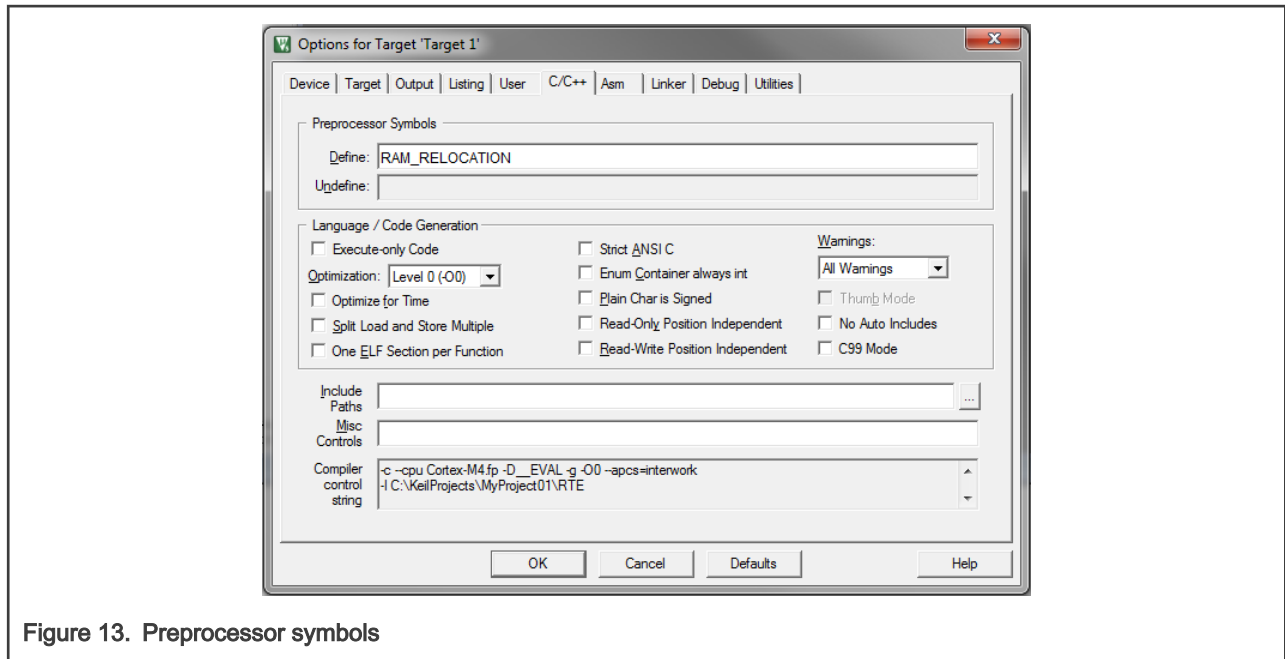 Options for Target 'Target 1'
Device Target Output Listing User C/C++ Asm Linker Debug Utilities
Preprocessor Symbols
Define: RAM_RELOCATION
Undefine:
Language / Code Generation
Execute-only Code Strict ANSI C Warnings:
Optimization: Level 0 (-O0) Enum Container always int All Warnings
Optimize for Time Plain Char is Signed Thumb Mode
Split Load and Store Multiple Read-Only Position Independent No Auto Includes
One ELF Section per Function Read-Write Position Independent C99 Mode
Include
Paths ...
Misc
Controls
Compiler
control
string
-c --cpu Cortex-M4.fp -D__EVAL -g -O0 --apcs=interwork
-I C:\KeilProjects\MyProject01\RTE
OK Cancel Defaults Help
Figure 13. Preprocessor symbols